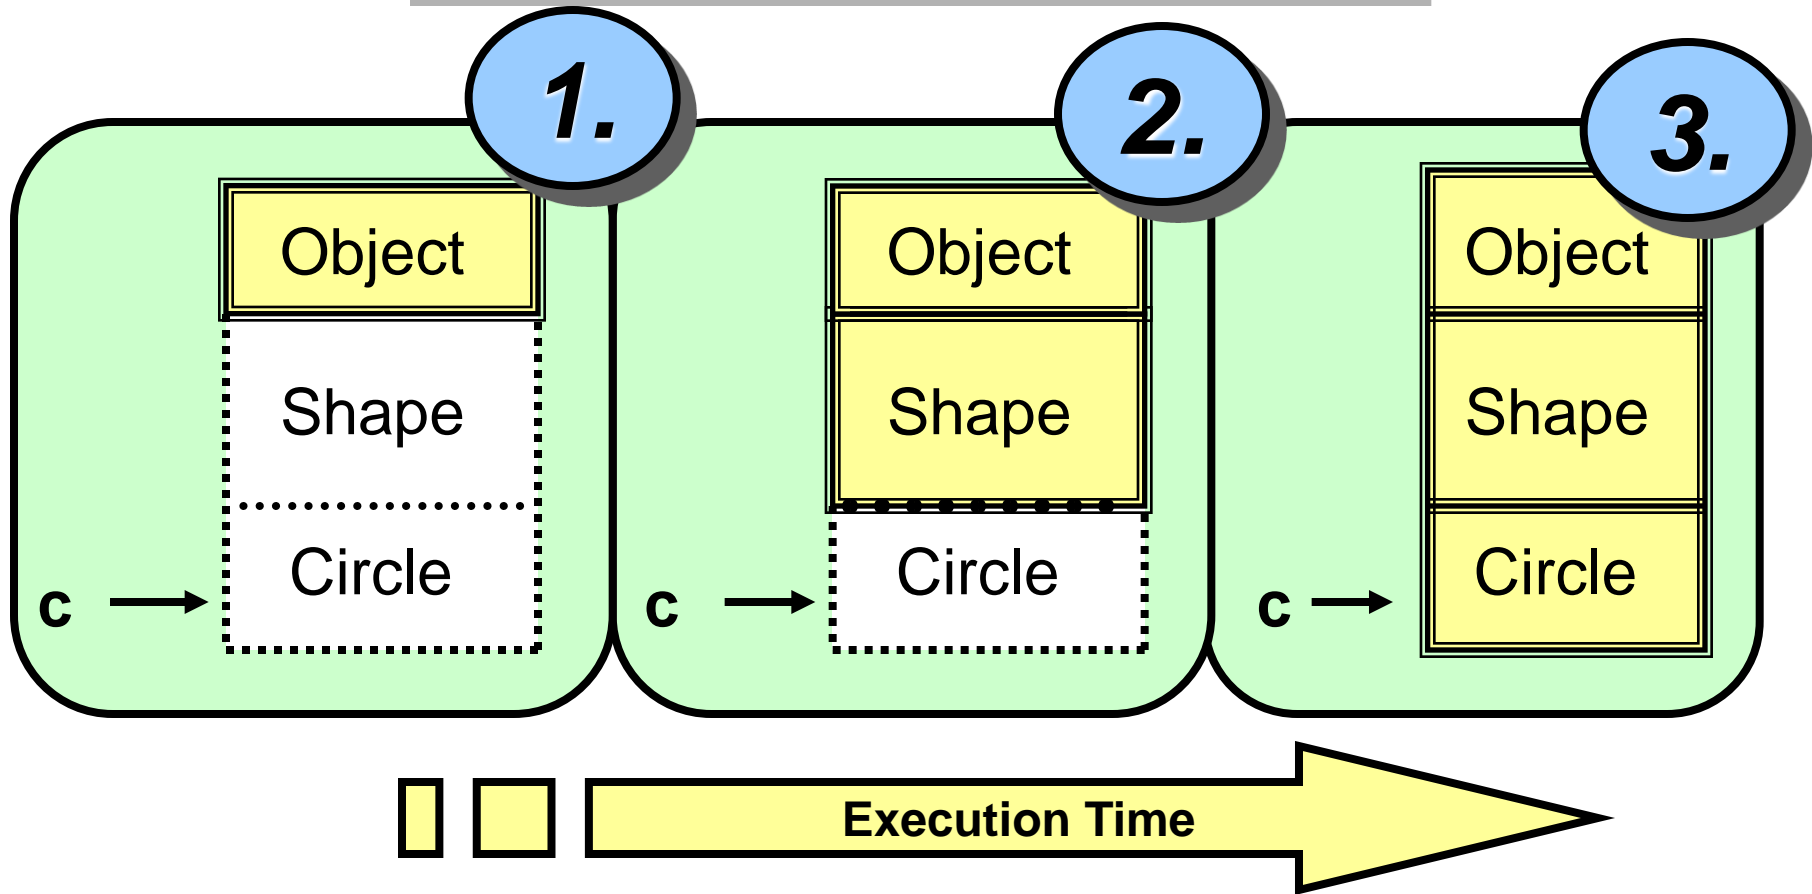 1.
Object
Shape
Circle
c
2.
Object
Shape
Circle
c
3.
Object
Shape
Circle
c
Execution Time